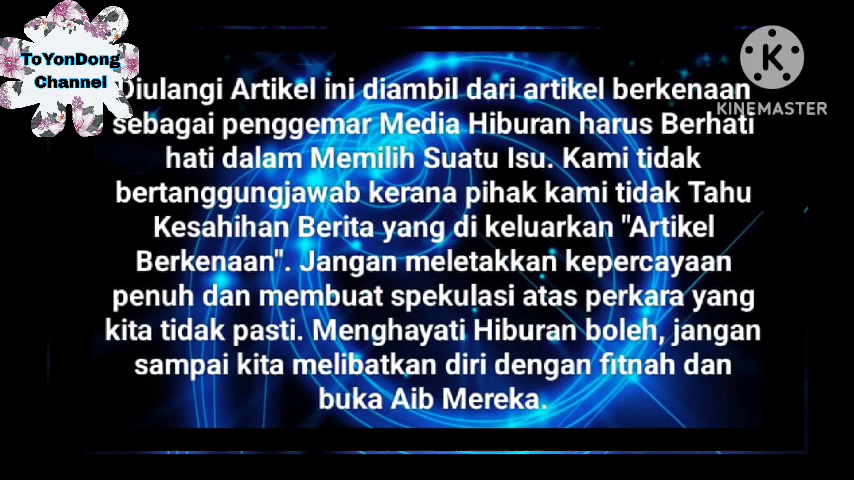 ToYonDong
Channel
KINEMASTER
Diulangi Artikel ini diambil dari artikel berkenaan
sebagai penggemar Media Hiburan harus Berhati
hati dalam Memilih Suatu Isu. Kami tidak
bertanggungjawab kerana pihak kami tidak Tahu
Kesahihan Berita yang di keluarkan "Artikel
Berkenaan". Jangan meletakkan kepercayaan
penuh dan membuat spekulasi atas perkara yang
kita tidak pasti. Menghayati Hiburan boleh, jangan
sampai kita melibatkan diri dengan fitnah dan
buka Aib Mereka.